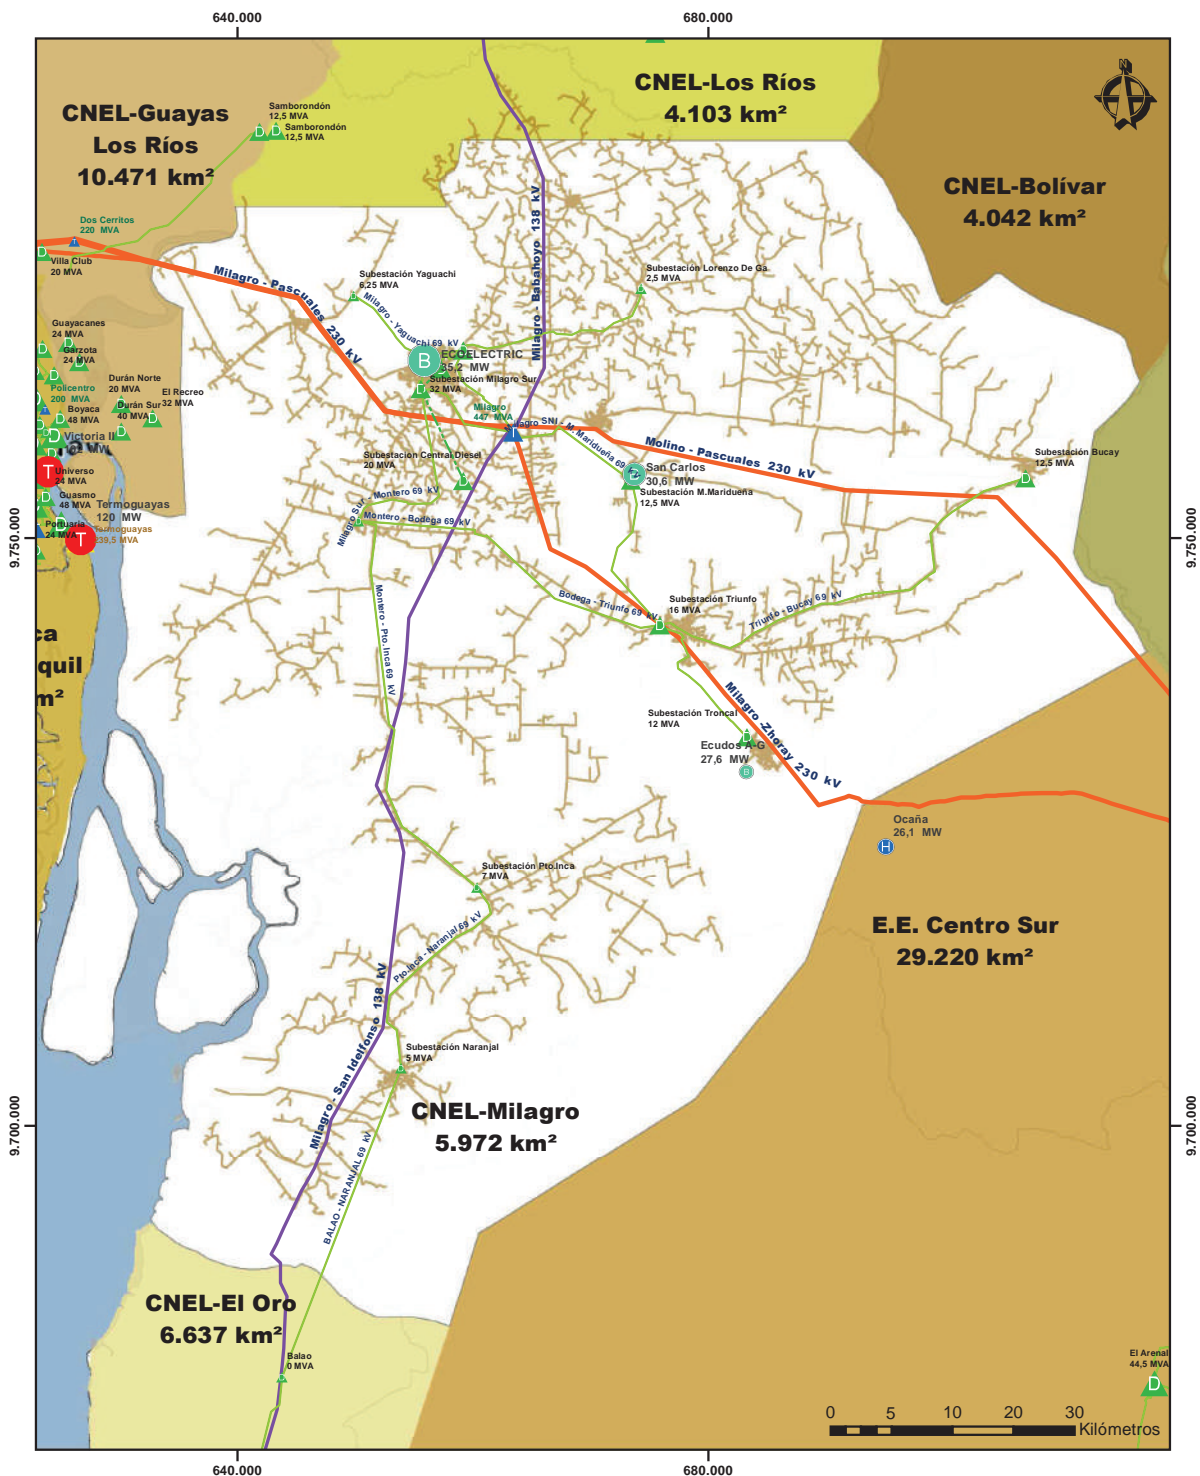 640.000
680.000
CNEL-Guayas
Los Ríos
10.471 km²
Samborondón
12,5 MVA
Samborondón
12,5 MVA
CNEL-Los Ríos
4.103 km²
N
CNEL-Bolívar
4.042 km²
Dos Cerritos
220 MVA
Villa Club
20 MVA
Milagro - Pascuales 230 kV
Subestación Yaguachi
6,25 MVA
Milagro - Yaguachi 69 kV
Milagro - Babahoyo 138 kV
Subestación Lorenzo De Ga
2,5 MVA
Guayacanes
24 MVA
Garzota
24 MVA
B
ECOELECTRIC
35,2 MW
Subestación Milagro Sur
32 MVA
Durán Norte
20 MVA
El Recreo
32 MVA
Policentro
200 MVA
Durán Sur
40 MVA
Boyaca
48 MVA
Milagro
447 MVA
Victoria II
MW
Universo
24 MVA
T
Milagro SNI - M. Maridueña 69 kV
Molino - Pascuales 230 kV
Subestación Central Diesel
20 MVA
San Carlos
30,6 MW
Subestación M.Maridueña
12,5 MVA
Subestación Bucay
12,5 MVA
Guasmo
48 MVA
Termoguayas
120 MW
Termoguayas
239,5 MVA
Portuaria
24 MVA
T
Milagro Sur - Montero 69 kV
Montero - Bodega 69 kV
9.750.000
9.750.000
Montero - Pto.Inca 69 kV
Bodega - Triunfo 69 kV
Subestación Triunfo
16 MVA
Triunfo - Bucay 69 kV
ca
quil
m²
Subestación Troncal
12 MVA
Milagro - Zhoray 230 kV
Ecudos A-G
27,6 MW
B
Ocaña
26,1 MW
H
Subestación Pto.Inca
7 MVA
Pto.Inca - Naranjal 69 kV
E.E. Centro Sur
29.220 km²
Milagro - San Idelfonso 138 kV
Subestación Naranjal
5 MVA
CNEL-Milagro
5.972 km²
9.700.000
9.700.000
BALAO - NARANJAL 69 kV
CNEL-El Oro
6.637 km²
Balao
0 MVA
El Arenal
44,5 MVA
D
0 5 10 20 30
Kilómetros
640.000
680.000